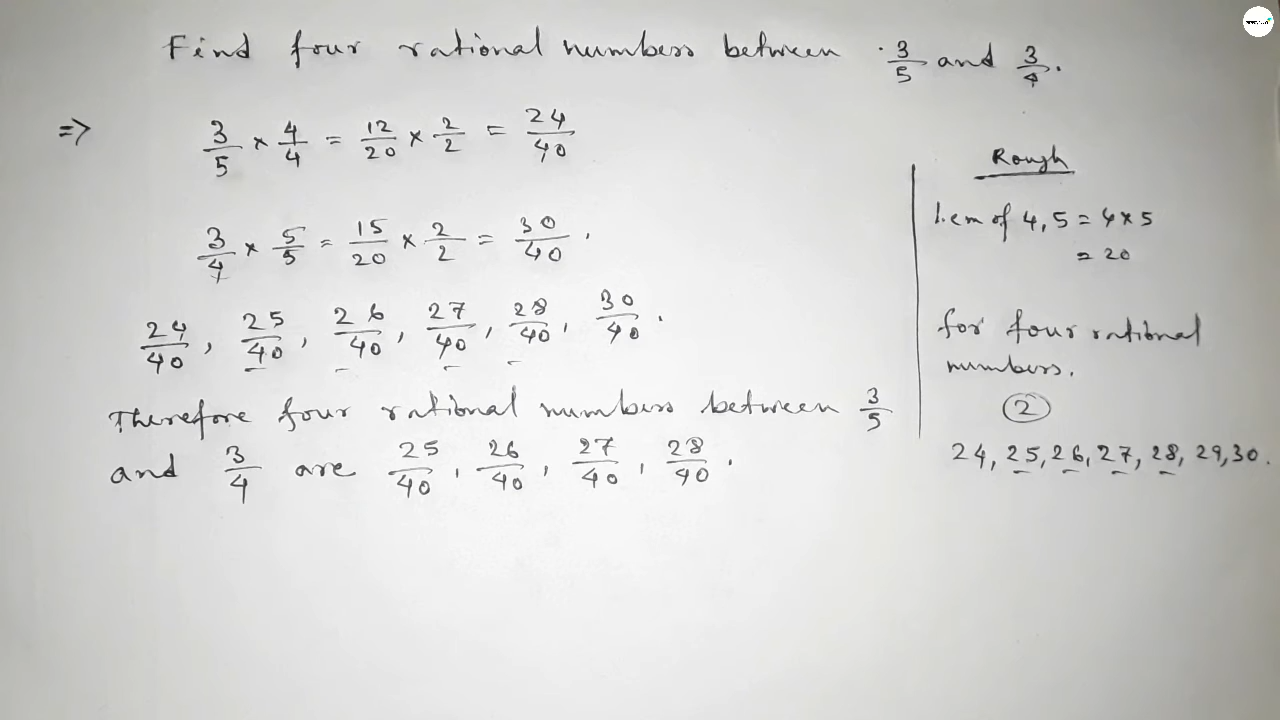 Find four rational numbers between 3/5 and 3/4.
=> 3/5 × 4/4 = 12/20 × 2/2 = 24/40
3/4 × 5/5 = 15/20 × 2/2 = 30/40.
24/40, 25/40, 26/40, 27/40, 28/40, 30/40.
Therefore four rational numbers between 3/5
and 3/4 are 25/40, 26/40, 27/40, 28/40.
Rough
l.cm of 4, 5 = 4×5
= 20
for four rational
numbers.
2
24, 25, 26, 27, 28, 29, 30.